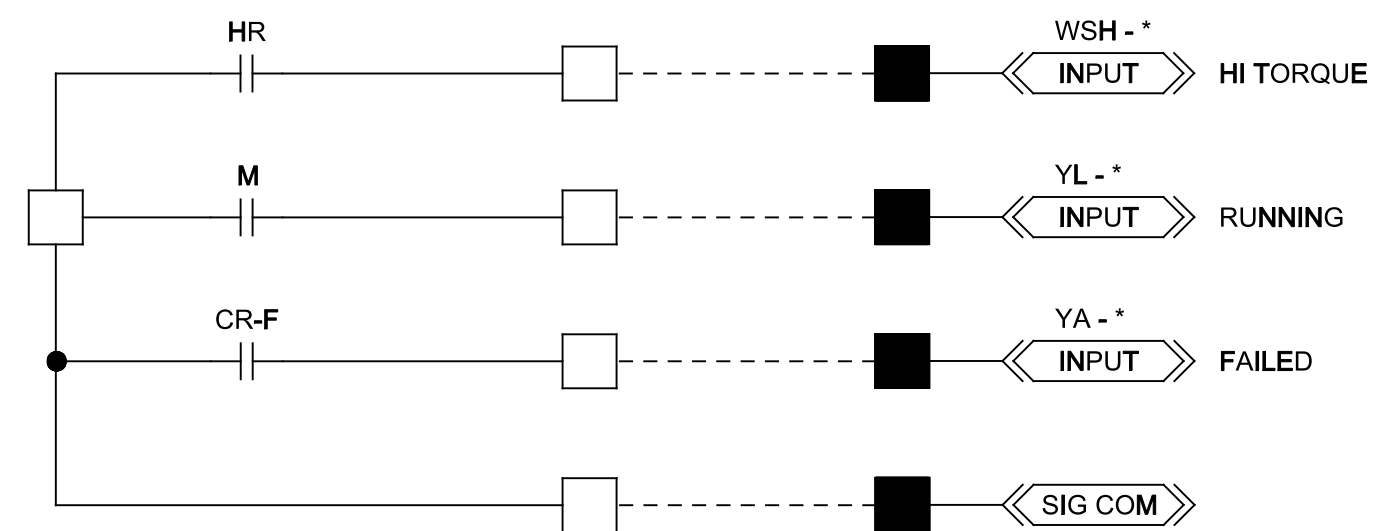 HR
WSH - *
INPUT
HI TORQUE
M
YL - *
INPUT
RUNNING
CR-F
YA - *
INPUT
FAILED
SIG COM